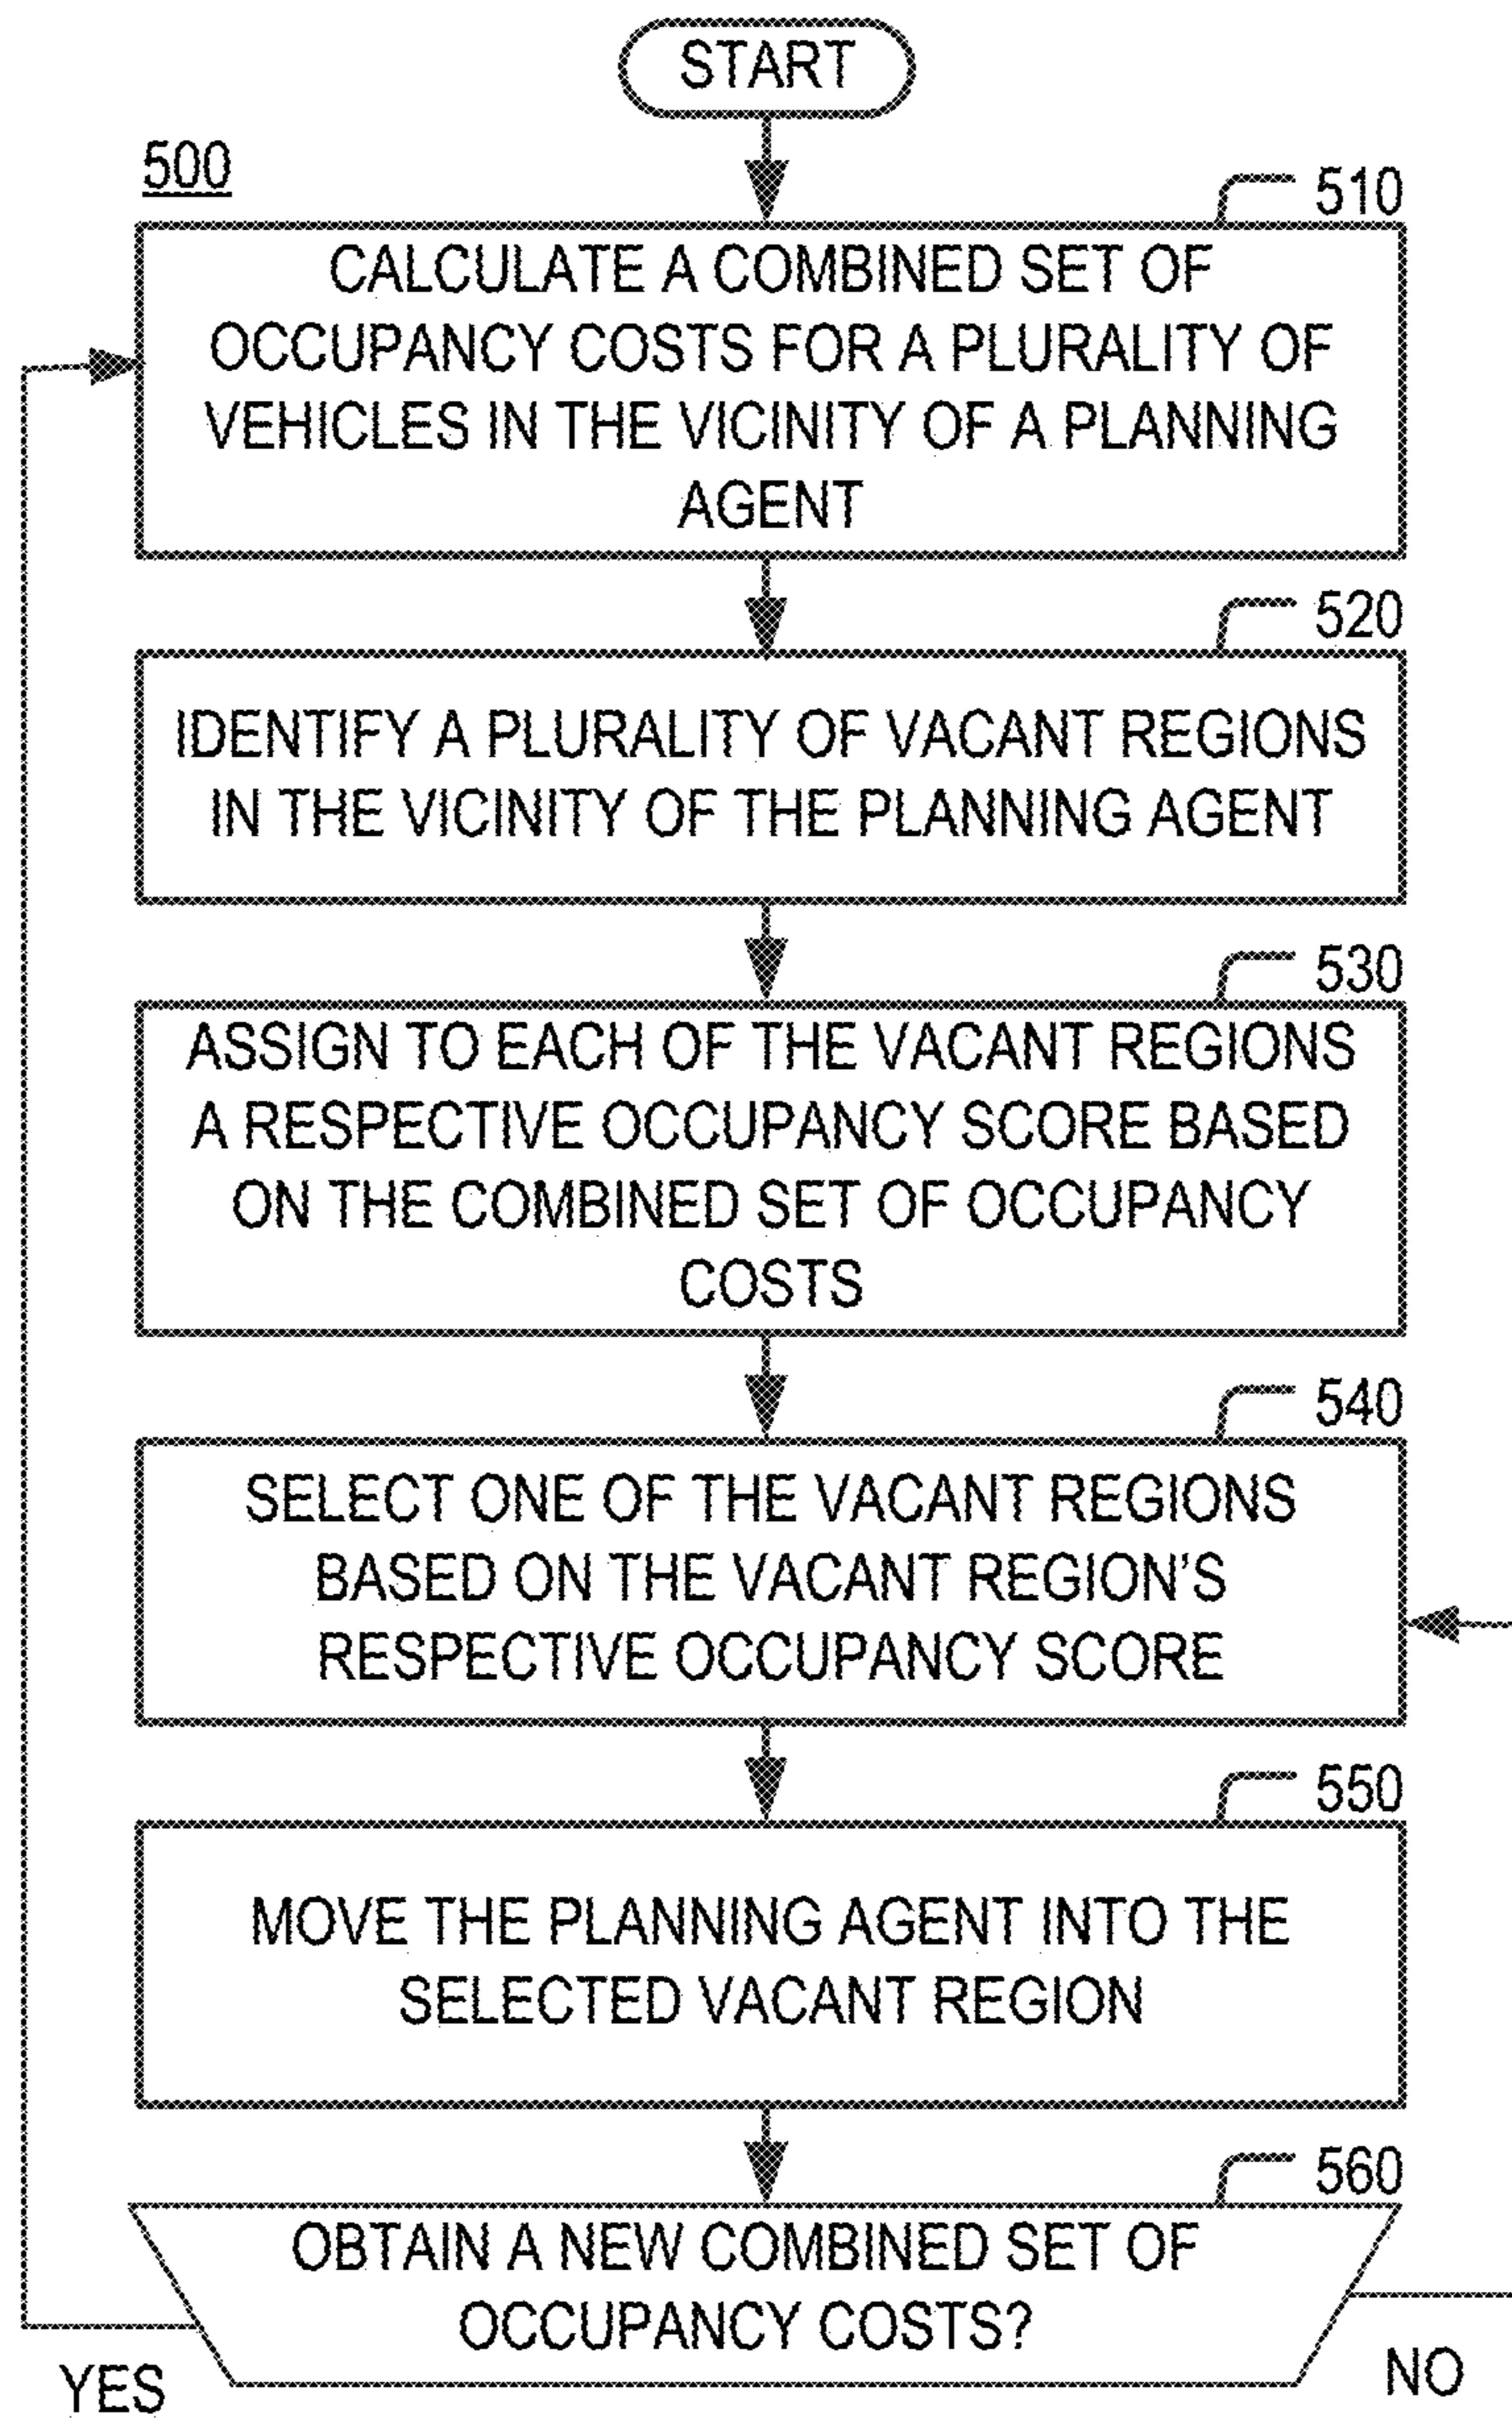 START
500
510
CALCULATE A COMBINED SET OF
OCCUPANCY COSTS FOR A PLURALITY OF
VEHICLES IN THE VICINITY OF A PLANNING
AGENT
520
IDENTIFY A PLURALITY OF VACANT REGIONS
IN THE VICINITY OF THE PLANNING AGENT
530
ASSIGN TO EACH OF THE VACANT REGIONS
A RESPECTIVE OCCUPANCY SCORE BASED
ON THE COMBINED SET OF OCCUPANCY
COSTS
540
SELECT ONE OF THE VACANT REGIONS
BASED ON THE VACANT REGION'S
RESPECTIVE OCCUPANCY SCORE
550
MOVE THE PLANNING AGENT INTO THE
SELECTED VACANT REGION
560
OBTAIN A NEW COMBINED SET OF
OCCUPANCY COSTS?
YES
NO